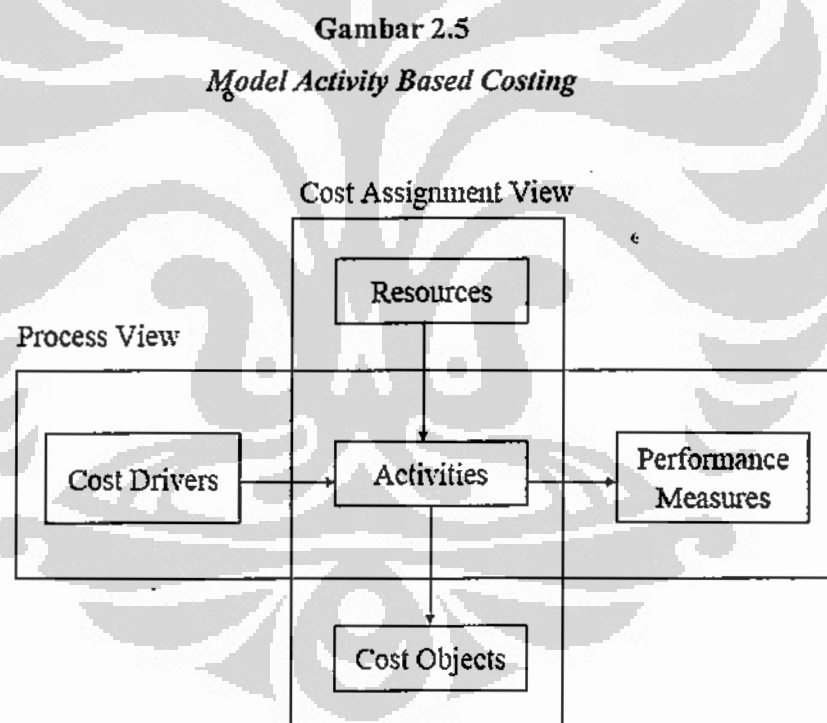 Gambar 2.5
Model Activity Based Costing
Cost Assignment View
Resources
Process View
Cost Drivers
Activities
Performance
Measures
Cost Objects